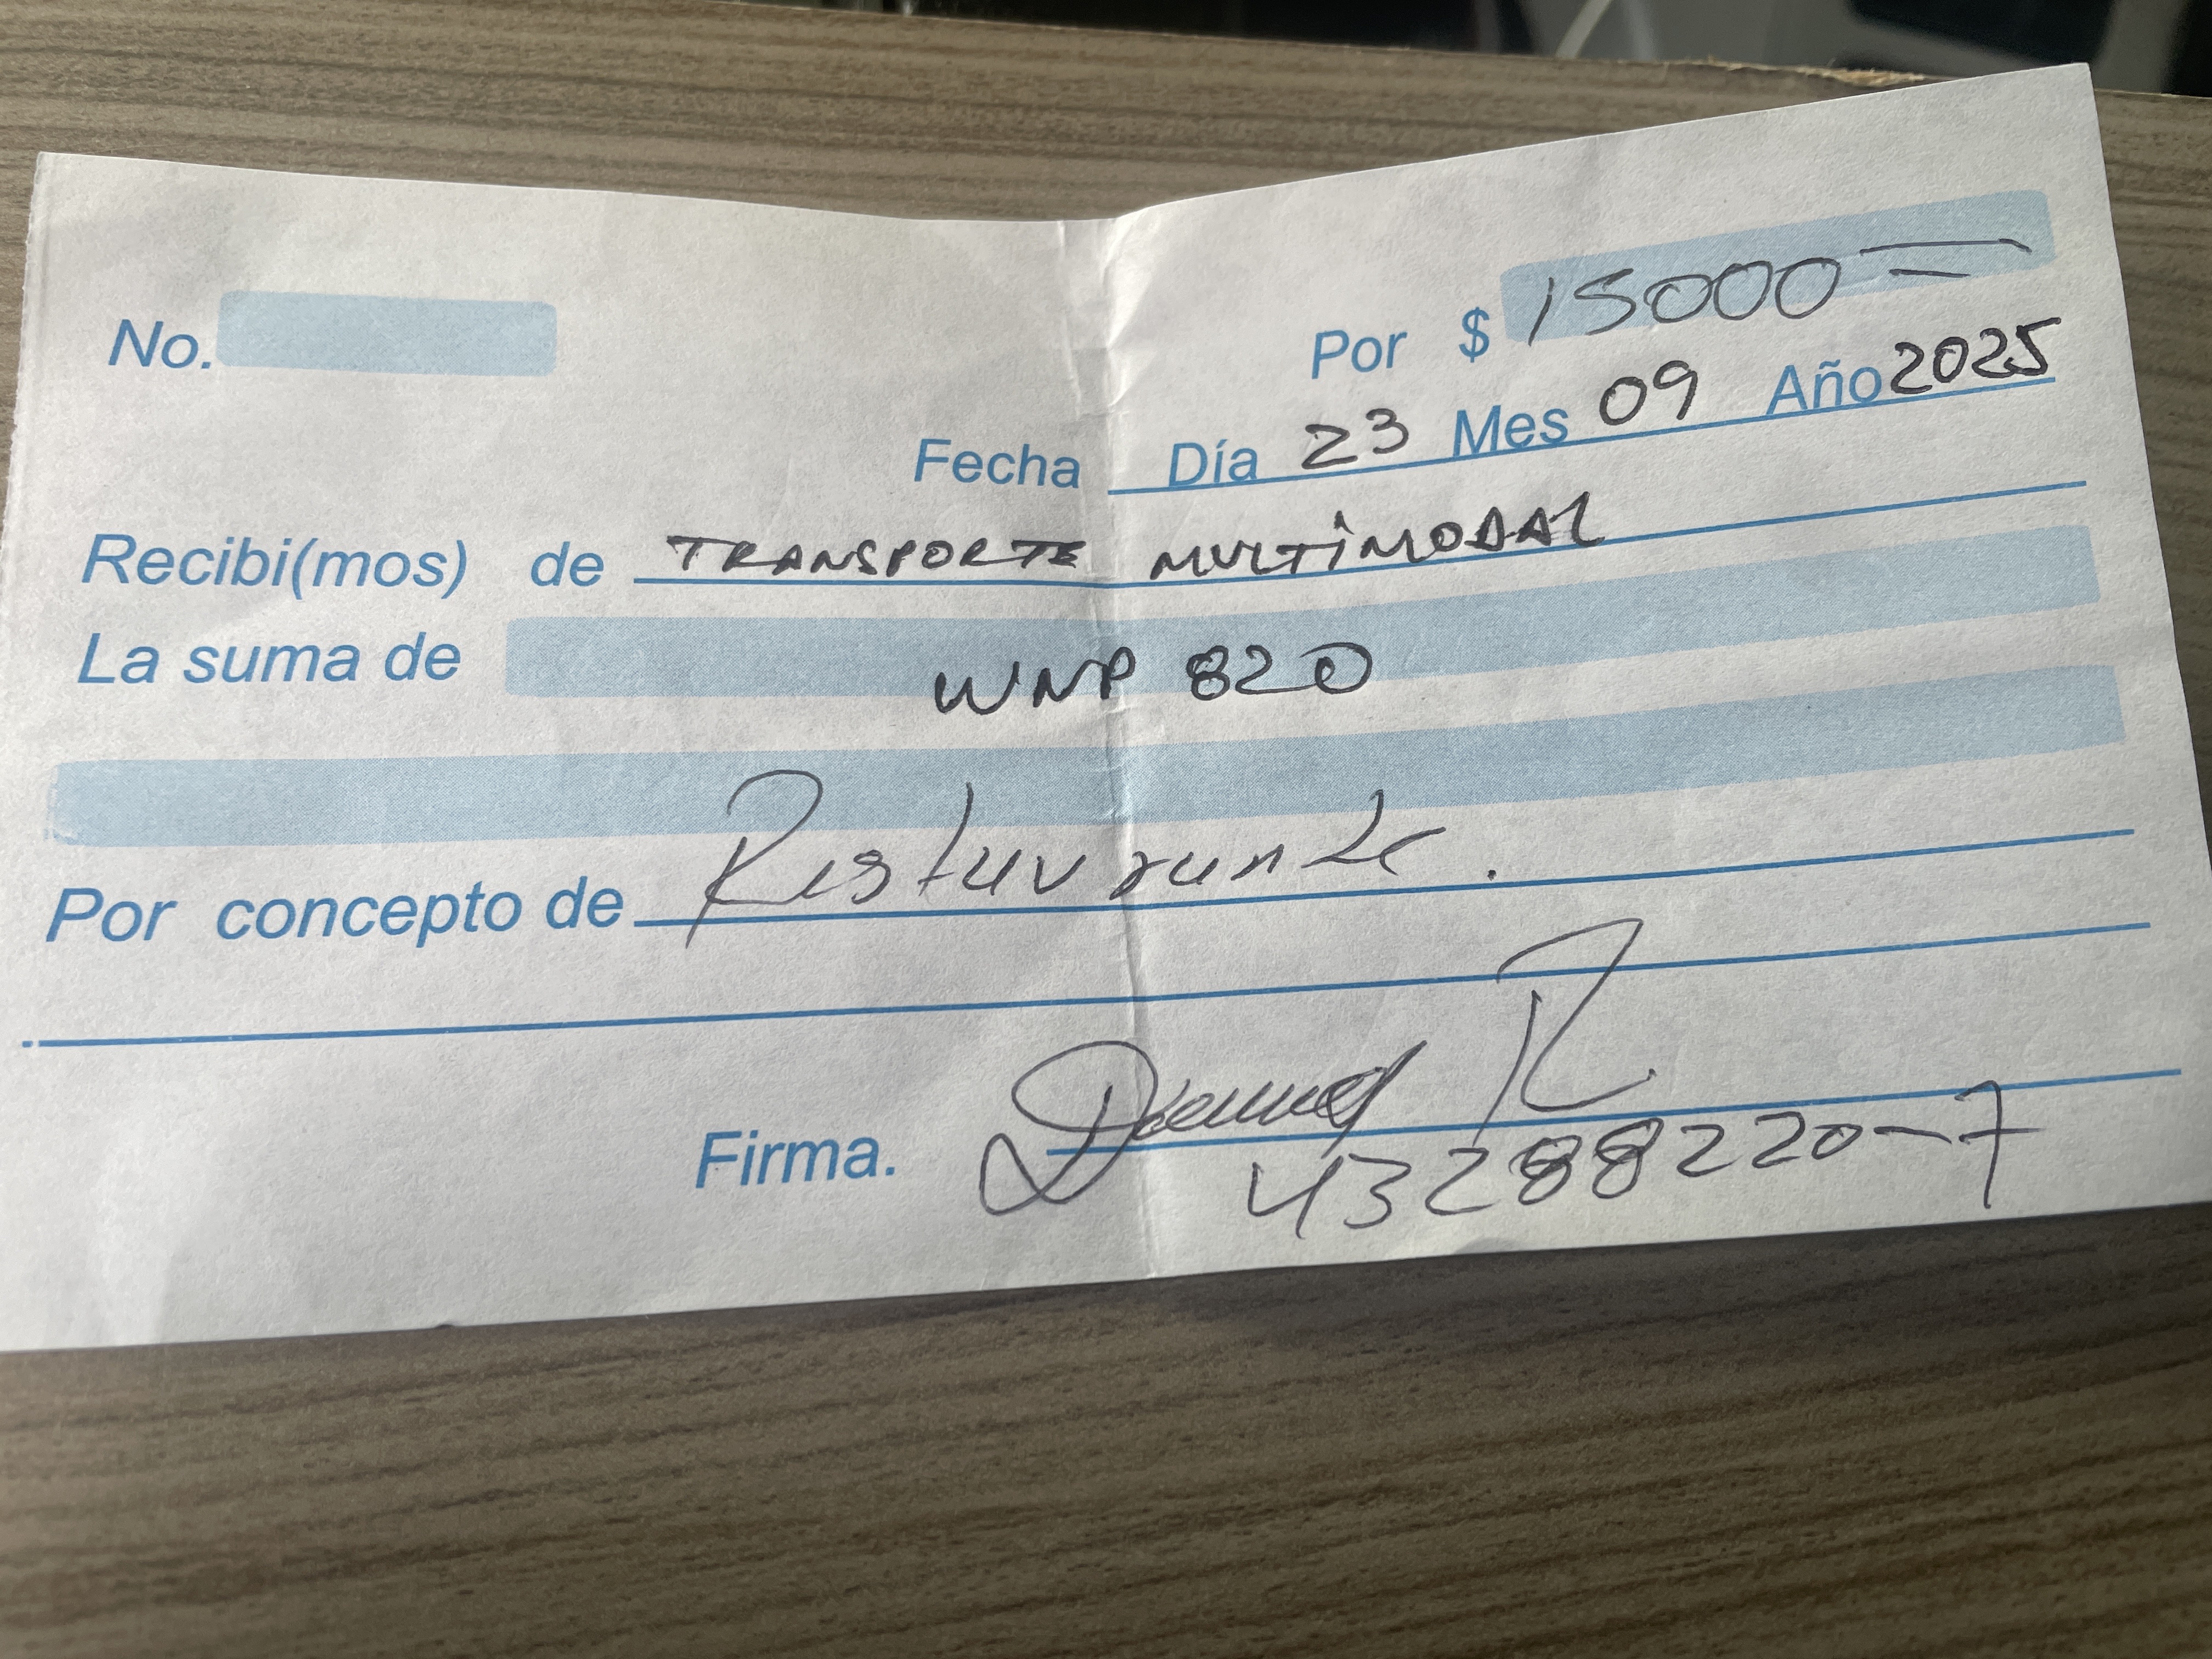 No.
Por $ 15000=
Fecha Día 23 Mes 09 Año 2025
Recibi(mos) de TRANSPORTE MULTIMODAL
La suma de WNP 820
Por concepto de Restaurante.
Firma.
43288220-7